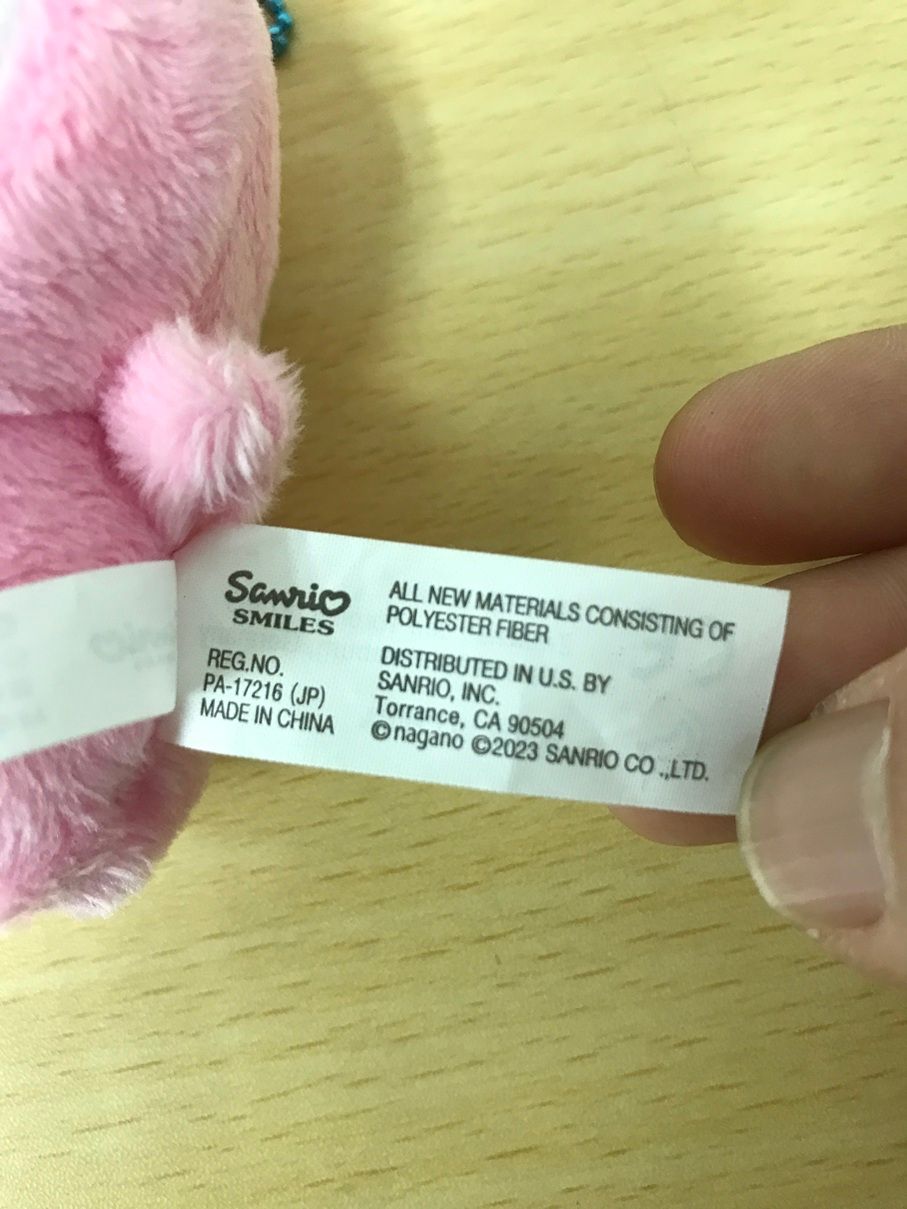 Sanrio
SMILES
REG.NO.
PA-17216 (JP)
MADE IN CHINA
ALL NEW MATERIALS CONSISTING OF
POLYESTER FIBER
DISTRIBUTED IN U.S. BY
SANRIO, INC.
Torrance, CA 90504
©nagano ©2023 SANRIO CO.,LTD.